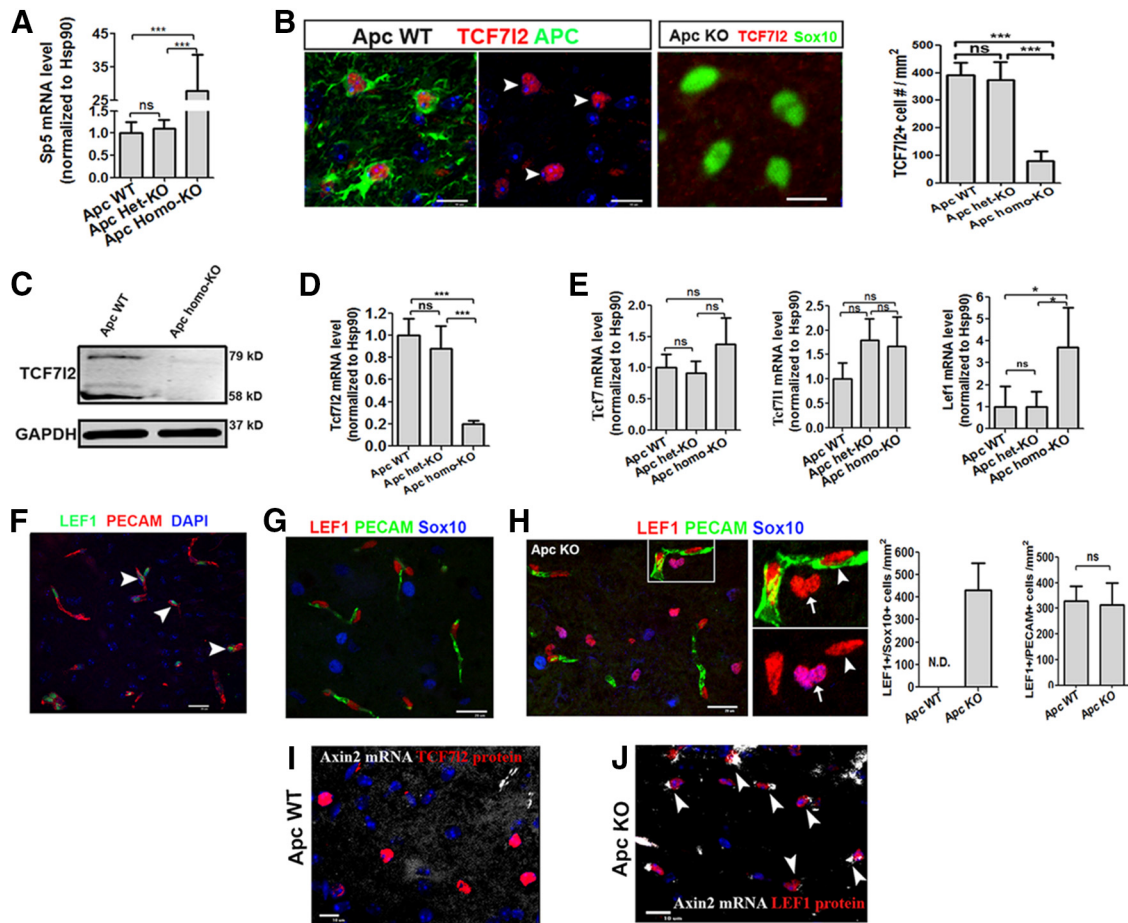 A
Sp5 mRNA level
(normalized to Hsp90)
45
35
25
1.0
0.5
0.0
***
***
ns
Apc WT
Apc Het-KO
Apc Homo-KO
B
Apc WT TCF7l2 APC
Apc KO TCF7l2 Sox10
TCF7l2+ cell # / mm²
500
400
300
200
100
0
***
ns
***
Apc WT
Apc het-KO
Apc homo-KO
C
Apc WT
Apc homo-KO
TCF7l2
79 kD
58 kD
GAPDH
37 kD
D
Tcf7l2 mRNA level
(normalized to Hsp90)
1.2
1.0
0.8
0.6
0.4
0.2
0.0
***
ns
***
Apc WT
Apc het-KO
Apc homo-KO
E
Tcf7 mRNA level
(normalized to Hsp90)
2.0
1.5
1.0
0.5
0.0
ns
ns
ns
Apc WT
Apc het-KO
Apc homo-KO
Tcf7l1 mRNA level
(normalized to Hsp90)
2.5
2.0
1.5
1.0
0.5
0.0
ns
ns
ns
Apc WT
Apc het-KO
Apc homo-KO
Lef1 mRNA level
(normalized to Hsp90)
6
5
4
3
2
1
0
*
*
ns
Apc WT
Apc het-KO
Apc homo-KO
F
LEF1 PECAM DAPI
G
LEF1 PECAM Sox10
H
LEF1 PECAM Sox10
Apc KO
LEF1+/Sox10+ cells /mm²
600
500
400
300
200
100
0
N.D.
Apc WT
Apc KO
LEF1+/PECAM+ cells /mm²
500
400
300
200
100
0
ns
Apc WT
Apc KO
I
Apc WT
Axin2 mRNA TCF7l2 protein
J
Apc KO
Axin2 mRNA LEF1 protein